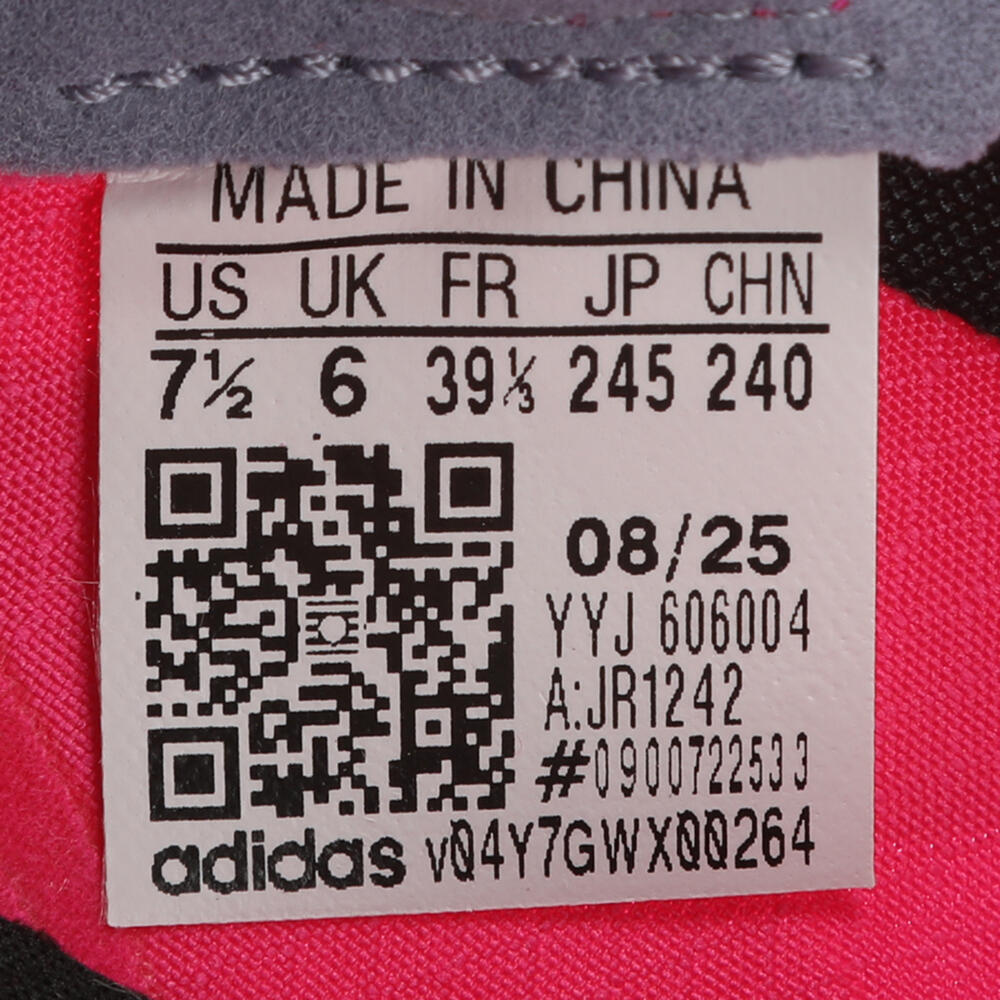 MADE IN CHINA
US UK FR JP CHN
7½ 6 39⅓ 245 240
08/25
YYJ 606004
A:JR1242
#0900722533
adidas v04Y7GWX00264